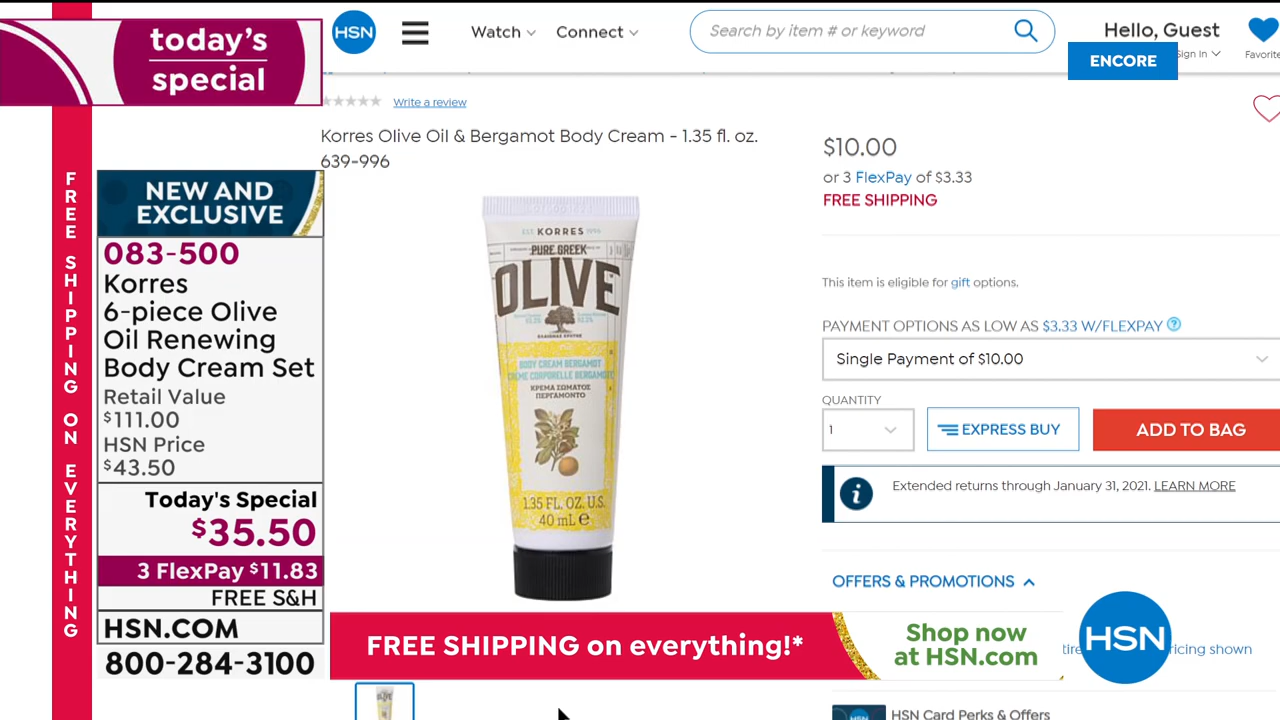 today's
special
FREE SHIPPING ON EVERYTHING
NEW AND
EXCLUSIVE
083-500
Korres
6-piece Olive
Oil Renewing
Body Cream Set
Retail Value
$111.00
HSN Price
$43.50
Today's Special
$35.50
3 FlexPay $11.83
FREE S&H
HSN.COM
800-284-3100
HSN
Watch
Connect
Search by item # or keyword
Hello, Guest
Sign In
Favorite
ENCORE
Write a review
Korres Olive Oil & Bergamot Body Cream - 1.35 fl. oz.
639-996
KORRES
PURE GREEK
OLIVE
BODY CREAM BERGAMOT
CRÈME CORPORELLE BERGAMOTE
ΚΡΕΜΑ ΣΩΜΑΤΟΣ
ΠΕΡΓΑΜΟΝΤΟ
1.35 FL. OZ. U.S.
40 mL e
$10.00
or 3 FlexPay of $3.33
FREE SHIPPING
This item is eligible for gift options.
PAYMENT OPTIONS AS LOW AS $3.33 W/FLEXPAY ?
Single Payment of $10.00
QUANTITY
1
EXPRESS BUY
ADD TO BAG
Extended returns through January 31, 2021. LEARN MORE
OFFERS & PROMOTIONS
FREE SHIPPING on everything!*
Shop now
at HSN.com
HSN
ricing shown
HSN Card Perks & Offers